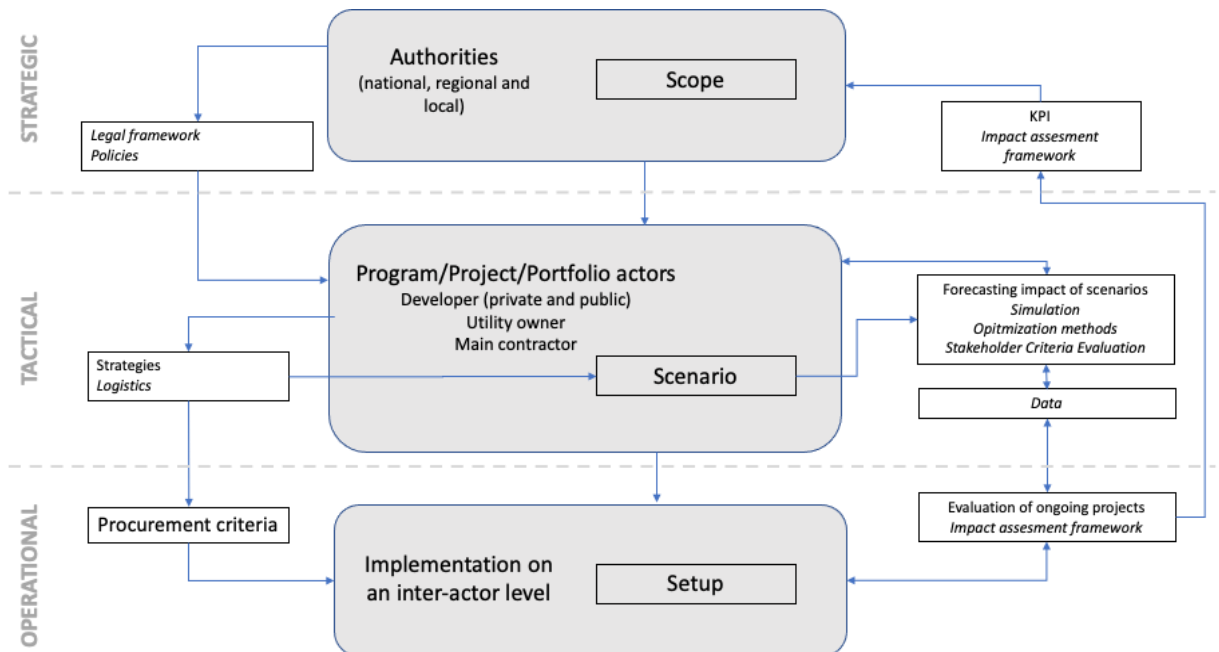 STRATEGIC
Authorities
(national, regional and
local)
Scope
Legal framework
Policies
KPI
Impact assesment
framework
TACTICAL
Program/Project/Portfolio actors
Developer (private and public)
Utility owner
Main contractor
Scenario
Strategies
Logistics
Forecasting impact of scenarios
Simulation
Opitmization methods
Stakeholder Criteria Evaluation
Data
OPERATIONAL
Procurement criteria
Implementation on
an inter-actor level
Setup
Evaluation of ongoing projects
Impact assesment framework